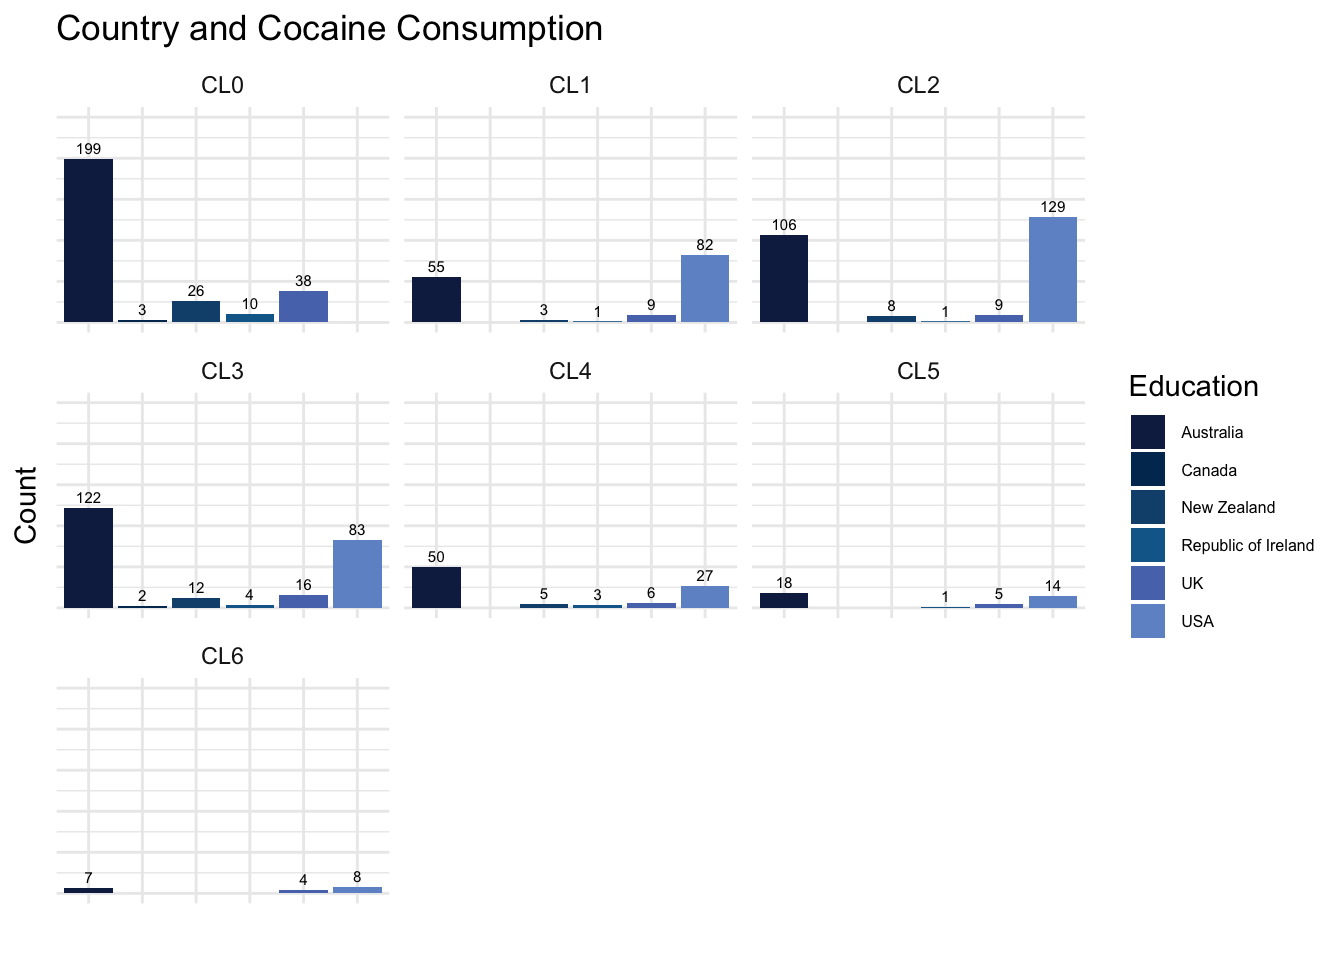 Country and Cocaine Consumption
CL0
CL1
CL2
199
3
26
10
38
55
3
1
9
82
106
8
1
9
129
CL3
CL4
CL5
122
2
12
4
16
83
50
5
3
6
27
18
1
5
14
CL6
7
4
8
Count
Education
Australia
Canada
New Zealand
Republic of Ireland
UK
USA